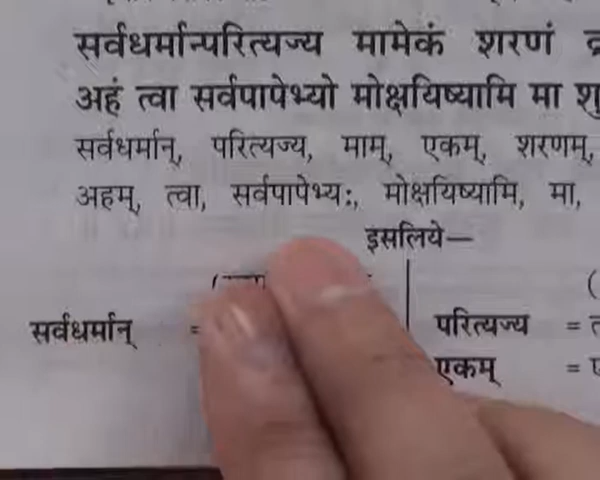 सर्वधर्मान्परित्यज्य मामेकं शरणं
अहं त्वा सर्वपापेभ्यो मोक्षयिष्यामि मा
सर्वधर्मान्, परित्यज्य, माम्, एकम्, शरणम्,
अहम्, त्वा, सर्वपापेभ्यः, मोक्षयिष्यामि, मा,
इसलिये—
सर्वधर्मान् =
परित्यज्य =
एकम् =